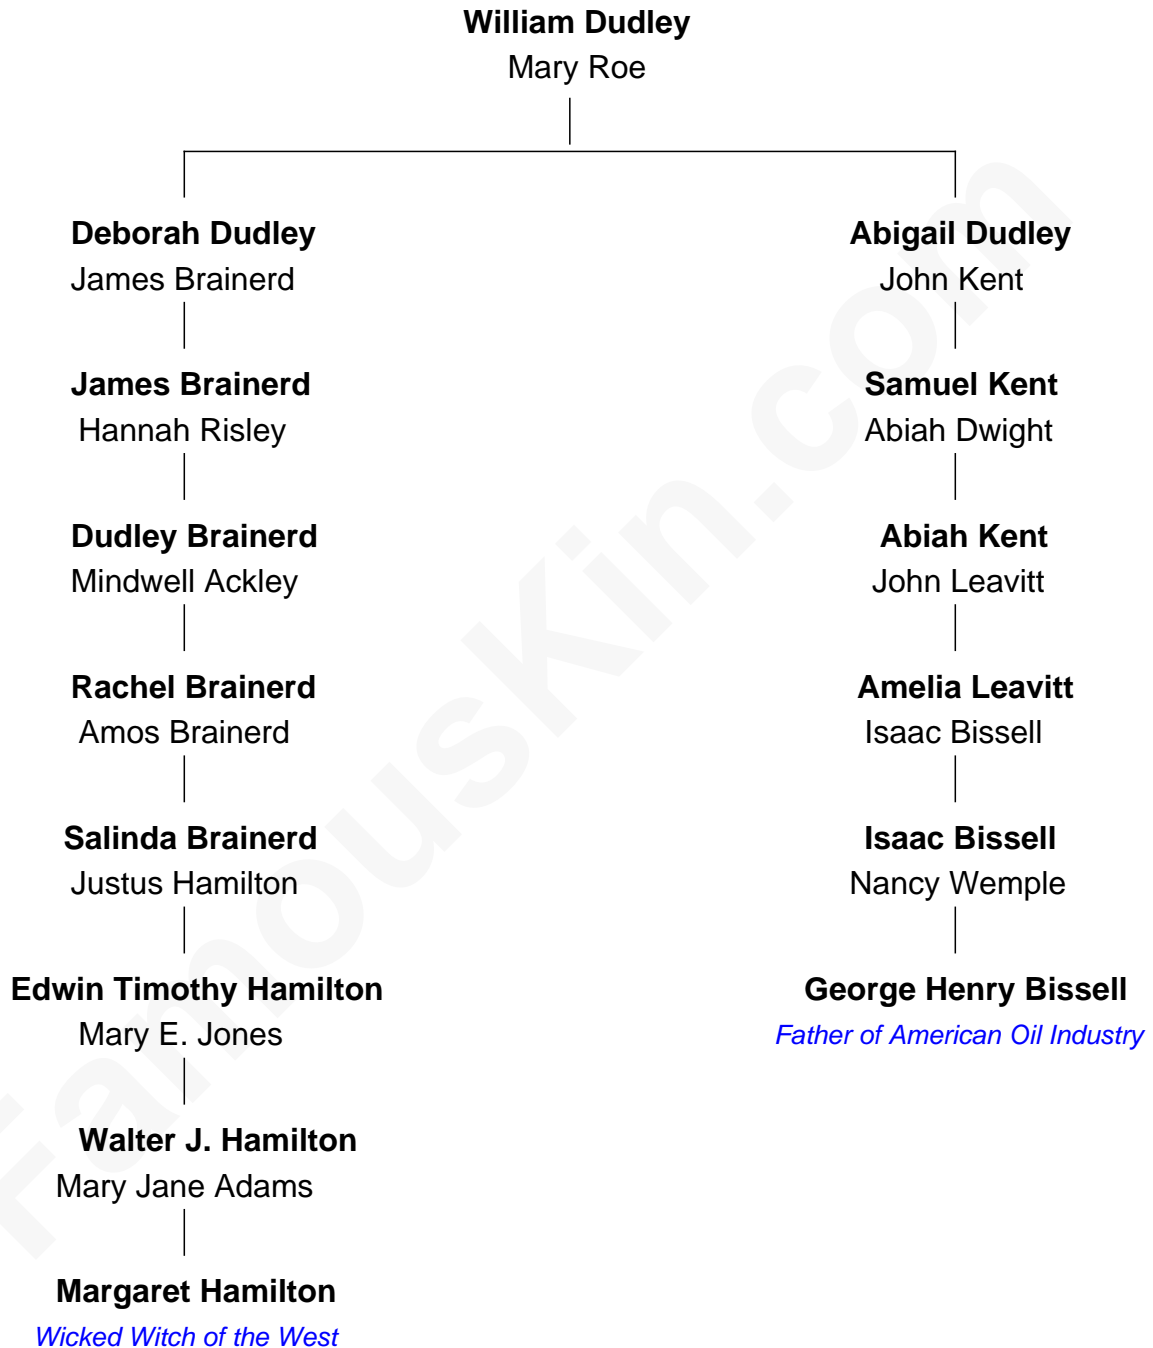 William Dudley
Mary Roe
Deborah Dudley
James Brainerd
Abigail Dudley
John Kent
James Brainerd
Hannah Risley
Samuel Kent
Abiah Dwight
Dudley Brainerd
Mindwell Ackley
Abiah Kent
John Leavitt
Rachel Brainerd
Amos Brainerd
Amelia Leavitt
Isaac Bissell
Salinda Brainerd
Justus Hamilton
Isaac Bissell
Nancy Wemple
Edwin Timothy Hamilton
Mary E. Jones
George Henry Bissell
Father of American Oil Industry
Walter J. Hamilton
Mary Jane Adams
Margaret Hamilton
Wicked Witch of the West
FamousKin.com